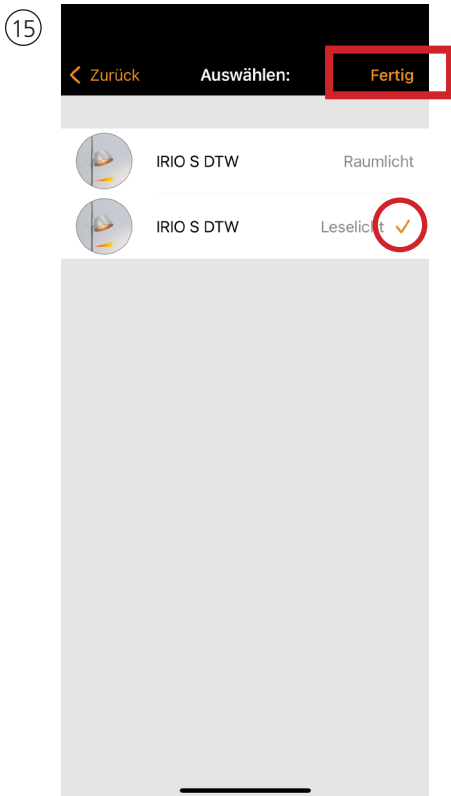 15
Zurück Auswählen: Fertig
IRIO S DTW Raumlicht
IRIO S DTW Leselicht